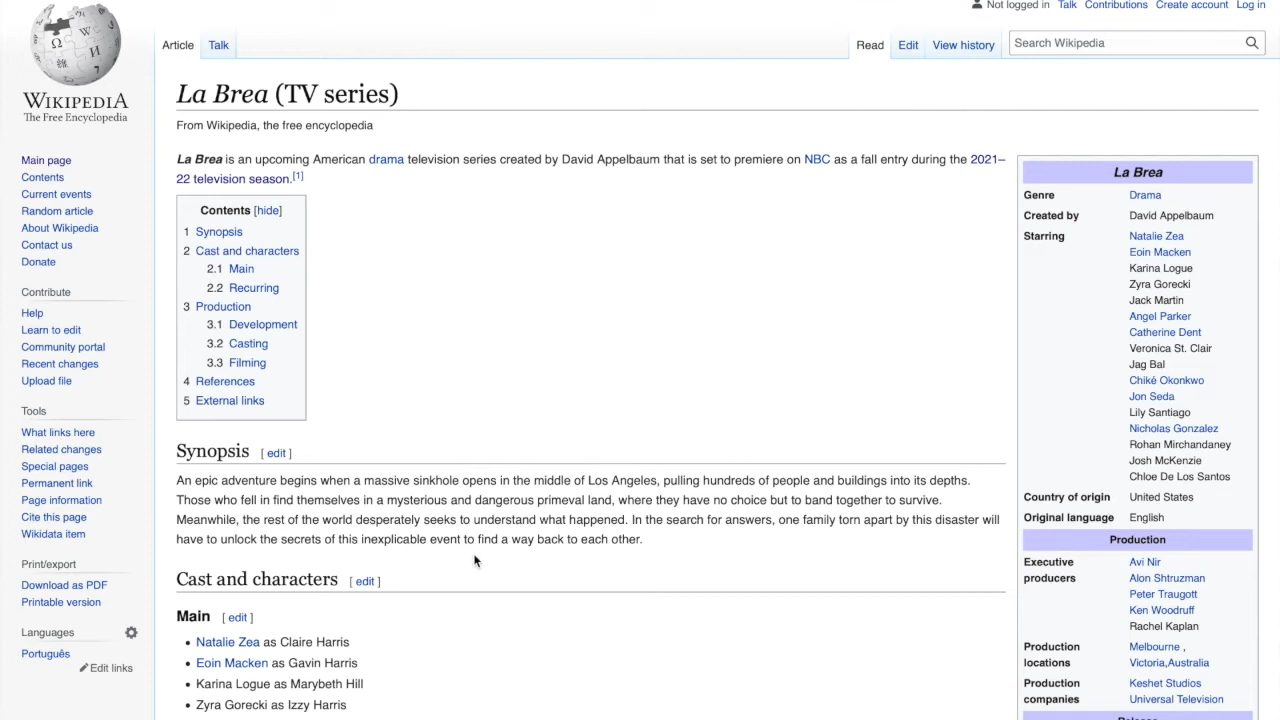 Not logged in Talk Contributions Create account Log in
Article Talk Read Edit View history Search Wikipedia
WIKIPEDIA
The Free Encyclopedia
Main page
Contents
Current events
Random article
About Wikipedia
Contact us
Donate
Contribute
Help
Learn to edit
Community portal
Recent changes
Upload file
Tools
What links here
Related changes
Special pages
Permanent link
Page information
Cite this page
Wikidata item
Print/export
Download as PDF
Printable version
Languages
Português
Edit links
La Brea (TV series)
From Wikipedia, the free encyclopedia
La Brea is an upcoming American drama television series created by David Appelbaum that is set to premiere on NBC as a fall entry during the 2021–
22 television season.[1]
Contents [hide]
1 Synopsis
2 Cast and characters
2.1 Main
2.2 Recurring
3 Production
3.1 Development
3.2 Casting
3.3 Filming
4 References
5 External links
Synopsis [ edit ]
An epic adventure begins when a massive sinkhole opens in the middle of Los Angeles, pulling hundreds of people and buildings into its depths.
Those who fell in find themselves in a mysterious and dangerous primeval land, where they have no choice but to band together to survive.
Meanwhile, the rest of the world desperately seeks to understand what happened. In the search for answers, one family torn apart by this disaster will
have to unlock the secrets of this inexplicable event to find a way back to each other.
Cast and characters [ edit ]
Main [ edit ]
• Natalie Zea as Claire Harris
• Eoin Macken as Gavin Harris
• Karina Logue as Marybeth Hill
• Zyra Gorecki as Izzy Harris
La Brea
Genre Drama
Created by David Appelbaum
Starring Natalie Zea
Eoin Macken
Karina Logue
Zyra Gorecki
Jack Martin
Angel Parker
Catherine Dent
Veronica St. Clair
Jag Bal
Chiké Okonkwo
Jon Seda
Lily Santiago
Nicholas Gonzalez
Rohan Mirchandaney
Josh McKenzie
Chloe De Los Santos
Country of origin United States
Original language English
Production
Executive Avi Nir
producers Alon Shtruzman
Peter Traugott
Ken Woodruff
Rachel Kaplan
Production Melbourne ,
locations Victoria,Australia
Production Keshet Studios
companies Universal Television